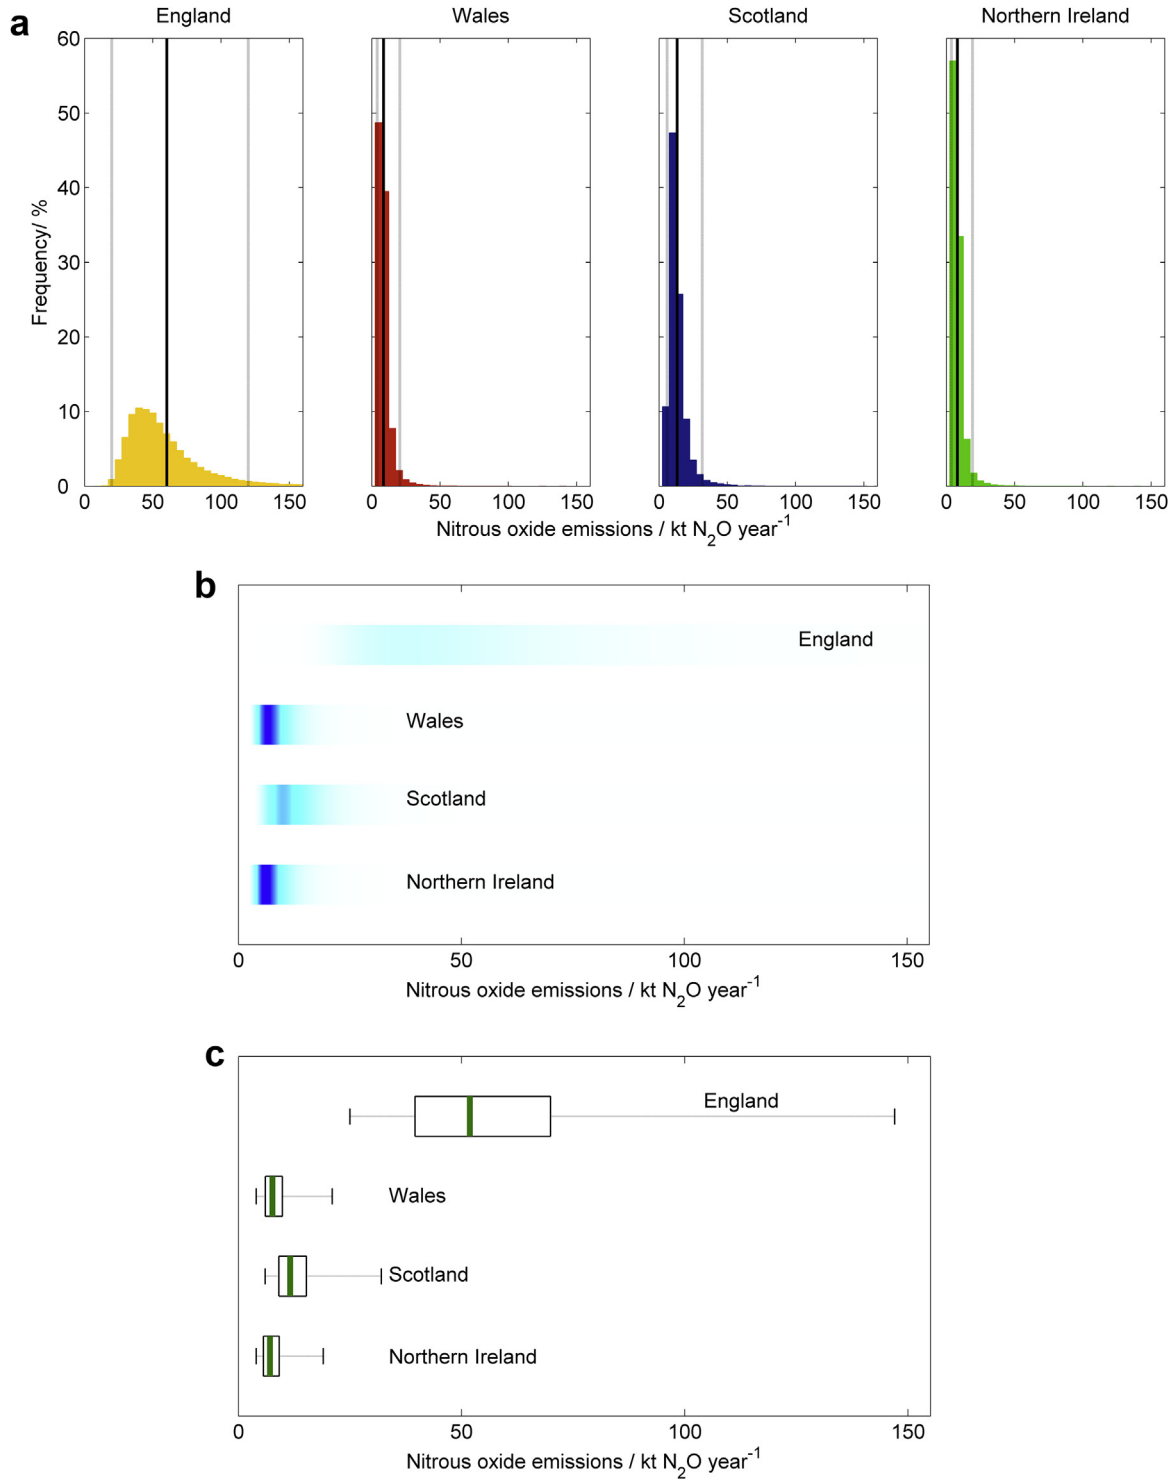 a
England Wales Scotland Northern Ireland
60
50
40
30
20
10
0
Frequency/ %
0 50 100 150 0 50 100 150 0 50 100 150 0 50 100 150
Nitrous oxide emissions / kt N₂O year⁻¹
b
England
Wales
Scotland
Northern Ireland
0 50 100 150
Nitrous oxide emissions / kt N₂O year⁻¹
c
England
Wales
Scotland
Northern Ireland
0 50 100 150
Nitrous oxide emissions / kt N₂O year⁻¹